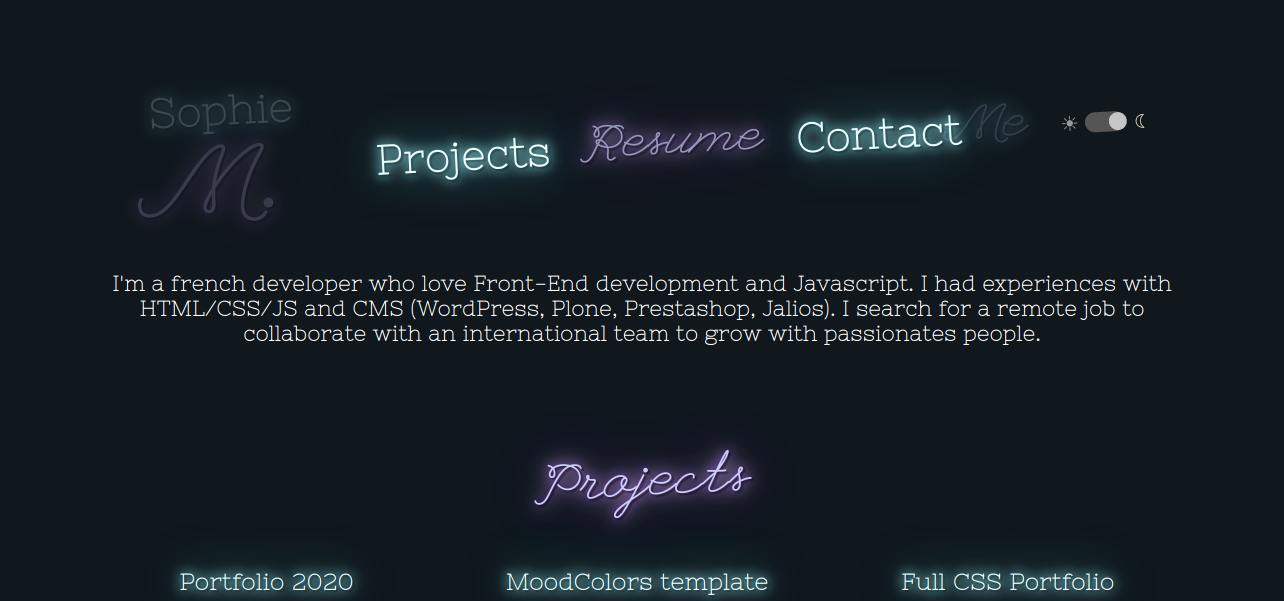 Sophie
M.
Projects Resume Contact Me
I'm a french developer who love Front-End development and Javascript. I had experiences with
HTML/CSS/JS and CMS (WordPress, Plone, Prestashop, Jalios). I search for a remote job to
collaborate with an international team to grow with passionates people.
Projects
Portfolio 2020 MoodColors template Full CSS Portfolio